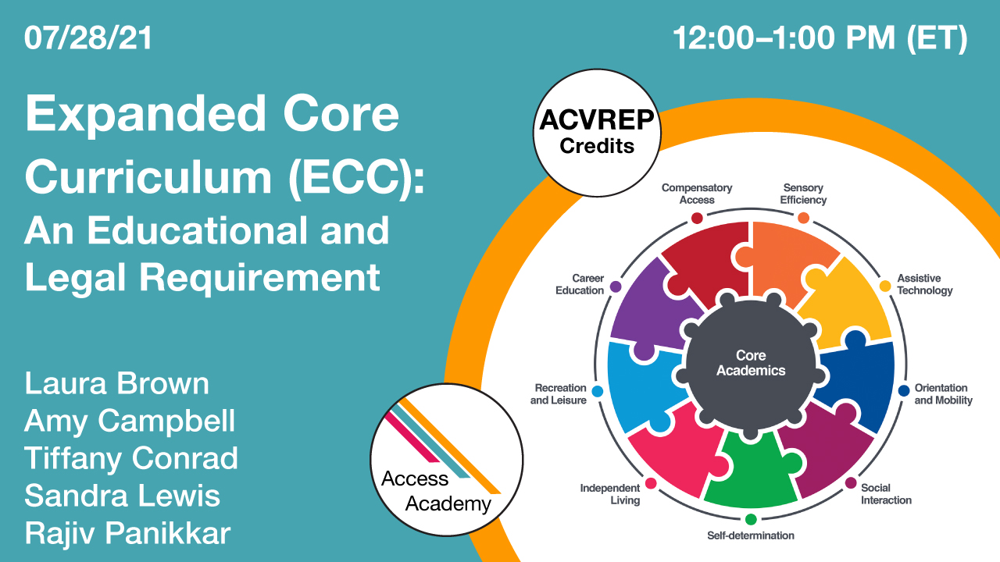 07/28/21
12:00–1:00 PM (ET)
Expanded Core
Curriculum (ECC):
An Educational and
Legal Requirement
Laura Brown
Amy Campbell
Tiffany Conrad
Sandra Lewis
Rajiv Panikkar
ACVREP
Credits
Access
Academy
Compensatory
Access
Sensory
Efficiency
Assistive
Technology
Orientation
and Mobility
Social
Interaction
Self-determination
Independent
Living
Recreation
and Leisure
Career
Education
Core
Academics